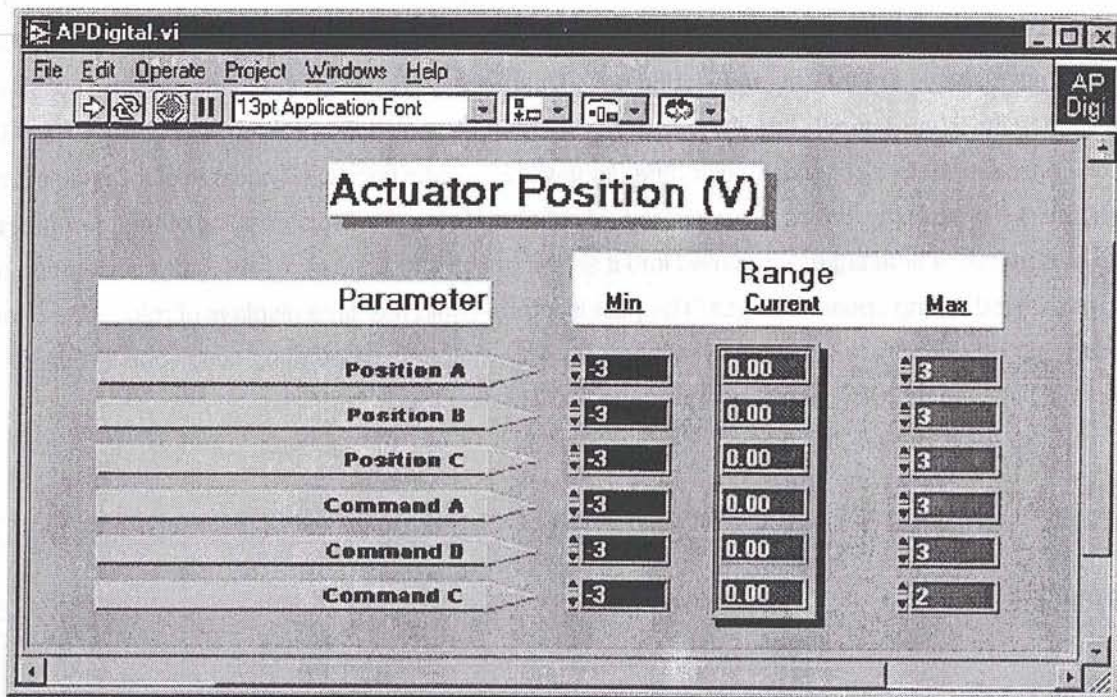 APDigital.vi
File Edit Operate Project Windows Help
13pt Application Font
AP
Digi
Actuator Position (V)
Parameter
Range
Min Current Max
Position A -3 0.00 3
Position B -3 0.00 3
Position C -3 0.00 3
Command A -3 0.00 3
Command D -3 0.00 3
Command C -3 0.00 2